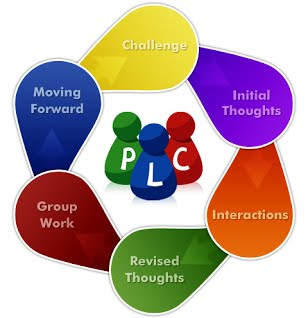 Challenge
Initial
Thoughts
Interactions
Revised
Thoughts
Group
Work
Moving
Forward
P L C